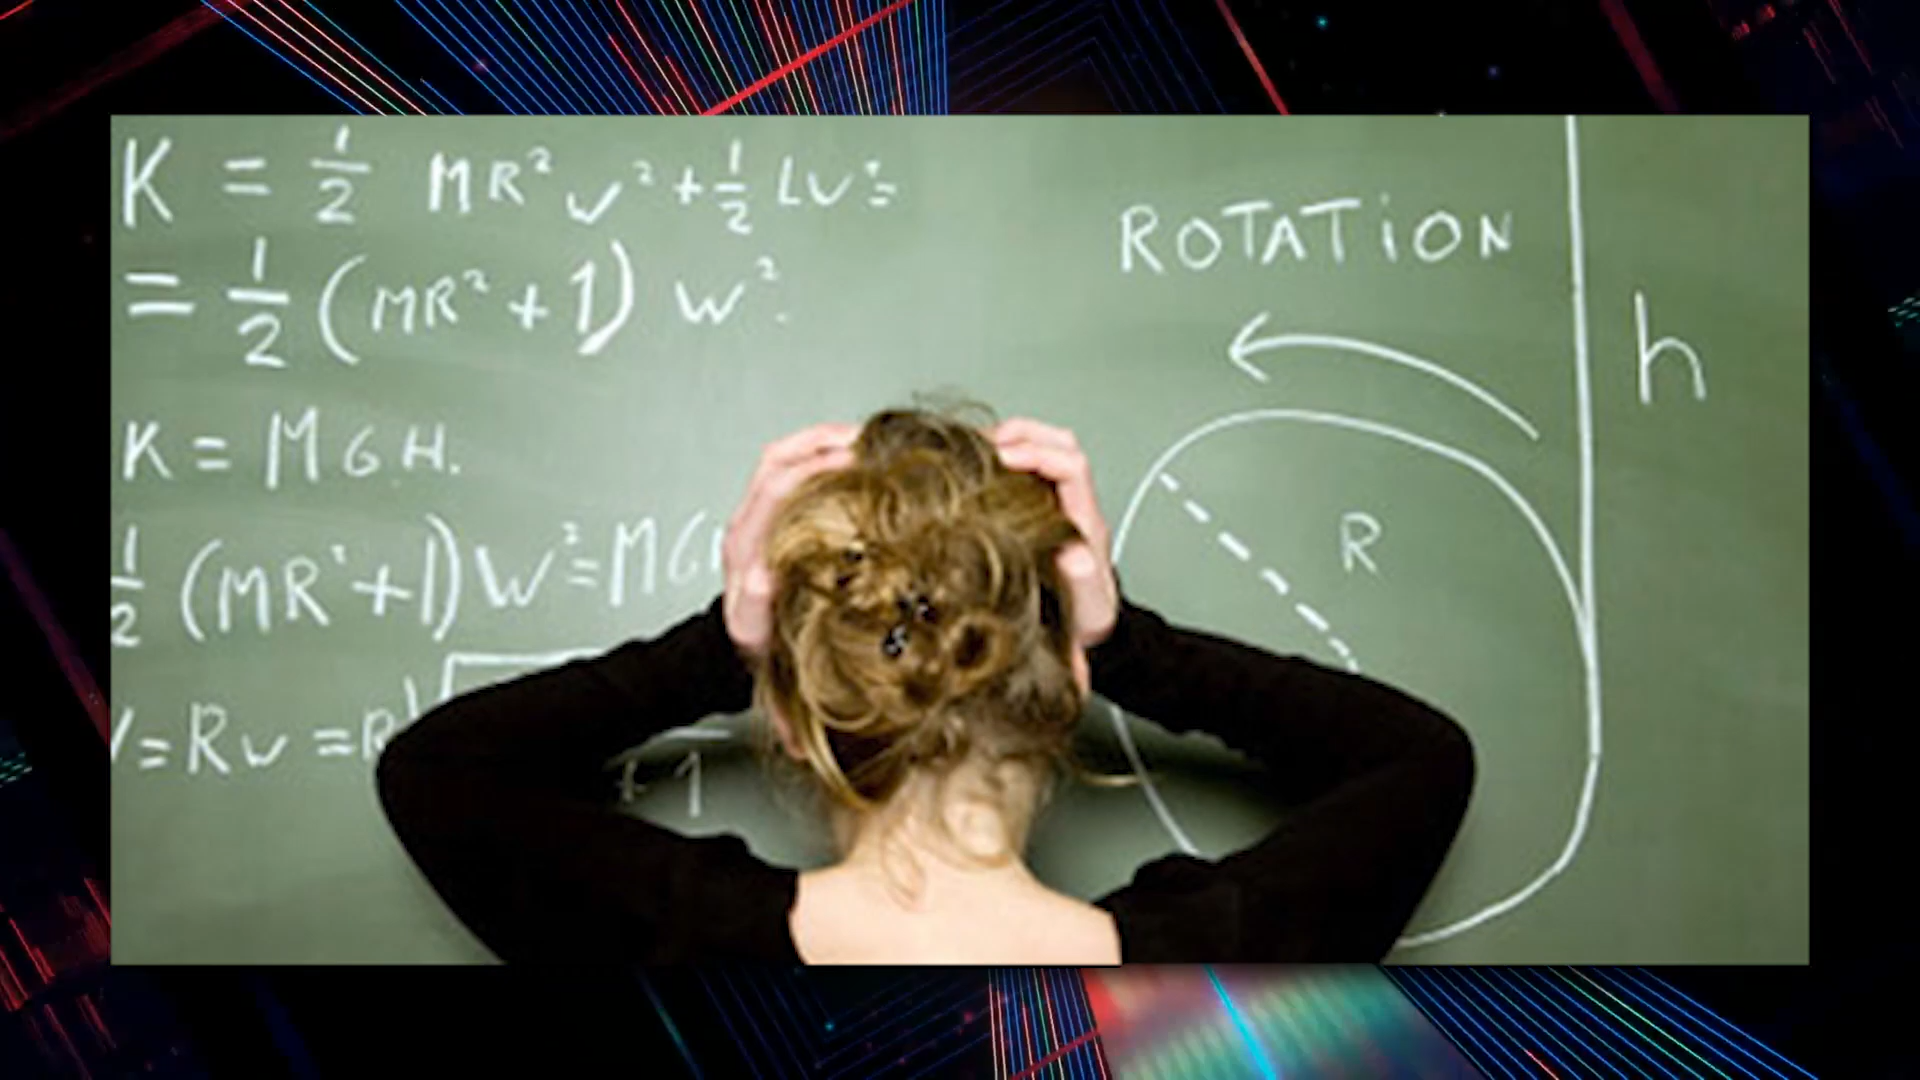 K = 1/2 MR² w² + 1/2 LV² =
= 1/2 (MR² + 1) w².
K = MGH.
1/2 (MR² + 1) W² = MG
= Rw = R√
+ 1
ROTATiON
h
R